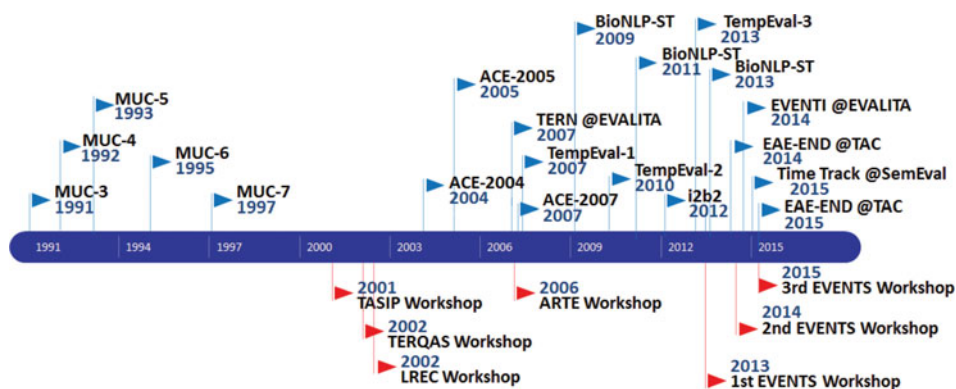 BioNLP-ST
2009
TempEval-3
2013
BioNLP-ST
2011
BioNLP-ST
2013
ACE-2005
2005
MUC-5
1993
EVENTI @EVALITA
2014
TERN @EVALITA
2007
MUC-4
1992
EAE-END @TAC
2014
MUC-6
1995
TempEval-1
2007
Time Track @SemEval
2015
TempEval-2
2010
ACE-2004
2004
MUC-3
1991
MUC-7
1997
ACE-2007
2007
i2b2
2012
EAE-END @TAC
2015
1991 1994 1997 2000 2003 2006 2009 2012 2015
2001
TASIP Workshop
2006
ARTE Workshop
2015
3rd EVENTS Workshop
2002
TERQAS Workshop
2014
2nd EVENTS Workshop
2002
LREC Workshop
2013
1st EVENTS Workshop